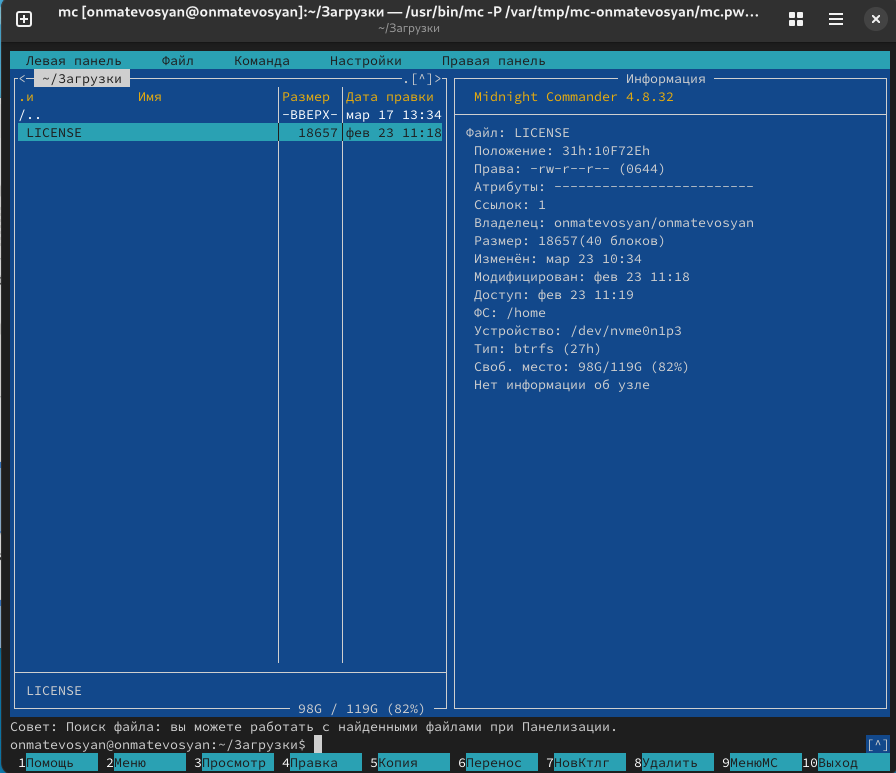 mc [onmatevosyan@onmatevosyan]:~/Загрузки — /usr/bin/mc -P /var/tmp/mc-onmatevosyan/mc.pw…
~/Загрузки
Левая панель Файл Команда Настройки Правая панель
<— ~/Загрузки .[^]>
.и Имя Размер Дата правки
/.. -ВВЕРХ- мар 17 13:34
LICENSE 18657 фев 23 11:18
LICENSE
98G / 119G (82%)
Информация
Midnight Commander 4.8.32
Файл: LICENSE
Положение: 31h:10F72Eh
Права: -rw-r--r-- (0644)
Атрибуты: -------------------------
Ссылок: 1
Владелец: onmatevosyan/onmatevosyan
Размер: 18657(40 блоков)
Изменён: мар 23 10:34
Модифицирован: фев 23 11:18
Доступ: фев 23 11:19
ФС: /home
Устройство: /dev/nvme0n1p3
Тип: btrfs (27h)
Своб. место: 98G/119G (82%)
Нет информации об узле
Совет: Поиск файла: вы можете работать с найденными файлами при Панелизации.
onmatevosyan@onmatevosyan:~/Загрузки$ [^]
1Помощь 2Меню 3Просмотр 4Правка 5Копия 6Перенос 7НовКтлг 8Удалить 9МенюMC 10Выход